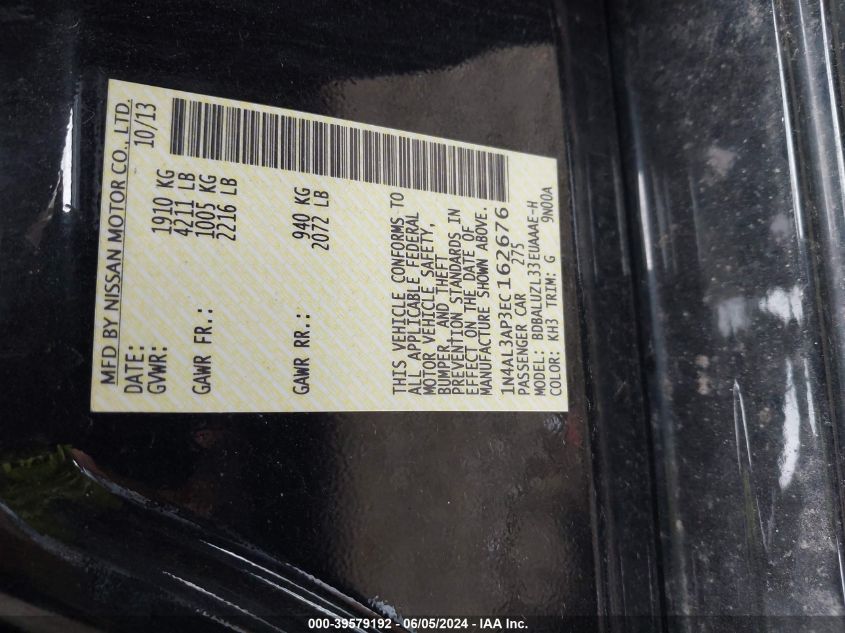 MFD BY NISSAN MOTOR CO., LTD.
DATE: 10/13
GVWR: 1910 KG
4211 LB
GAWR FR.: 1005 KG
2216 LB
GAWR RR.: 940 KG
2072 LB
THIS VEHICLE CONFORMS TO
ALL APPLICABLE FEDERAL
MOTOR VEHICLE SAFETY,
BUMPER, AND THEFT
PREVENTION STANDARDS IN
EFFECT ON THE DATE OF
MANUFACTURE SHOWN ABOVE.
1N4AL3AP3EC162676
PASSENGER CAR 275
MODEL: BDBALUZL33EUAAAE-H
COLOR: KH3 TRIM: G 9N00A
000-39579192 - 06/05/2024 - IAA Inc.